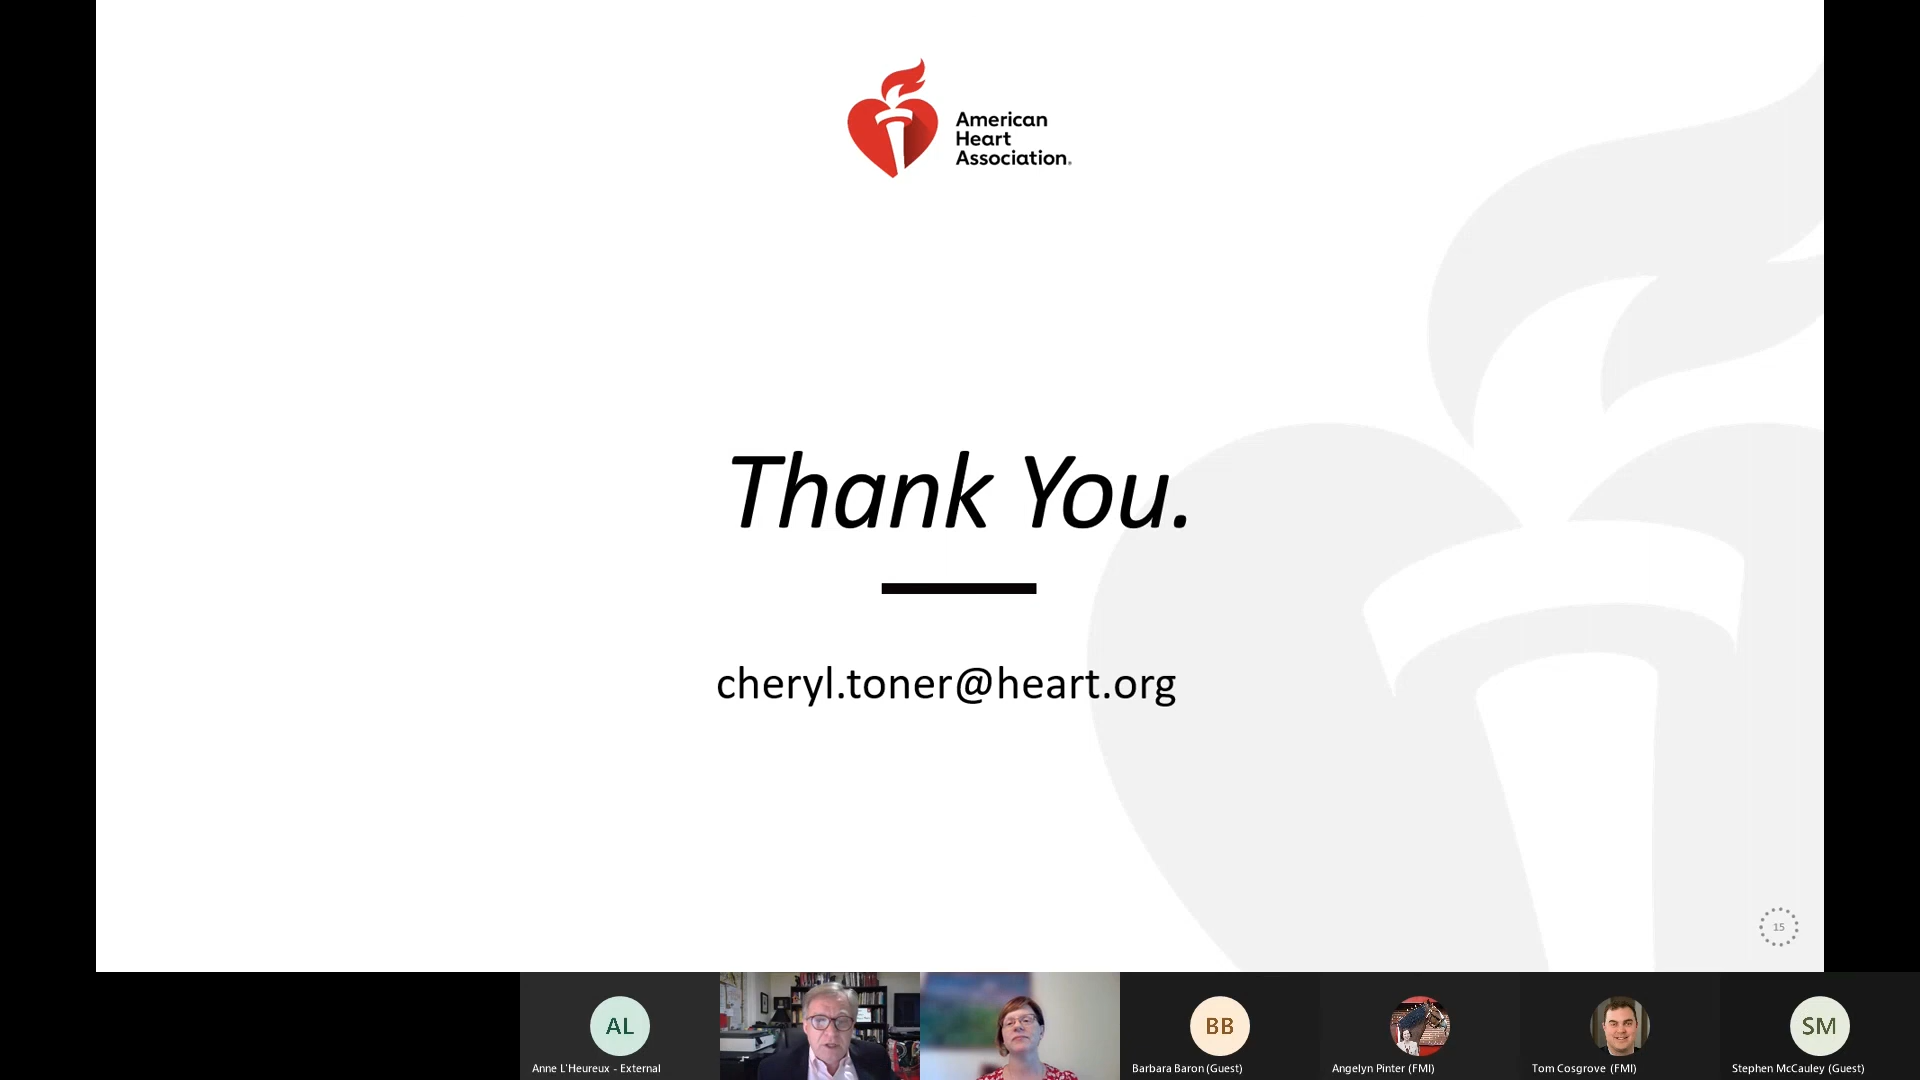 American
Heart
Association.
Thank You.
cheryl.toner@heart.org
15
AL
BB
SM
Anne L'Heureux - External
Barbara Baron (Guest)
Angelyn Pinter (FMI)
Tom Cosgrove (FMI)
Stephen McCauley (Guest)